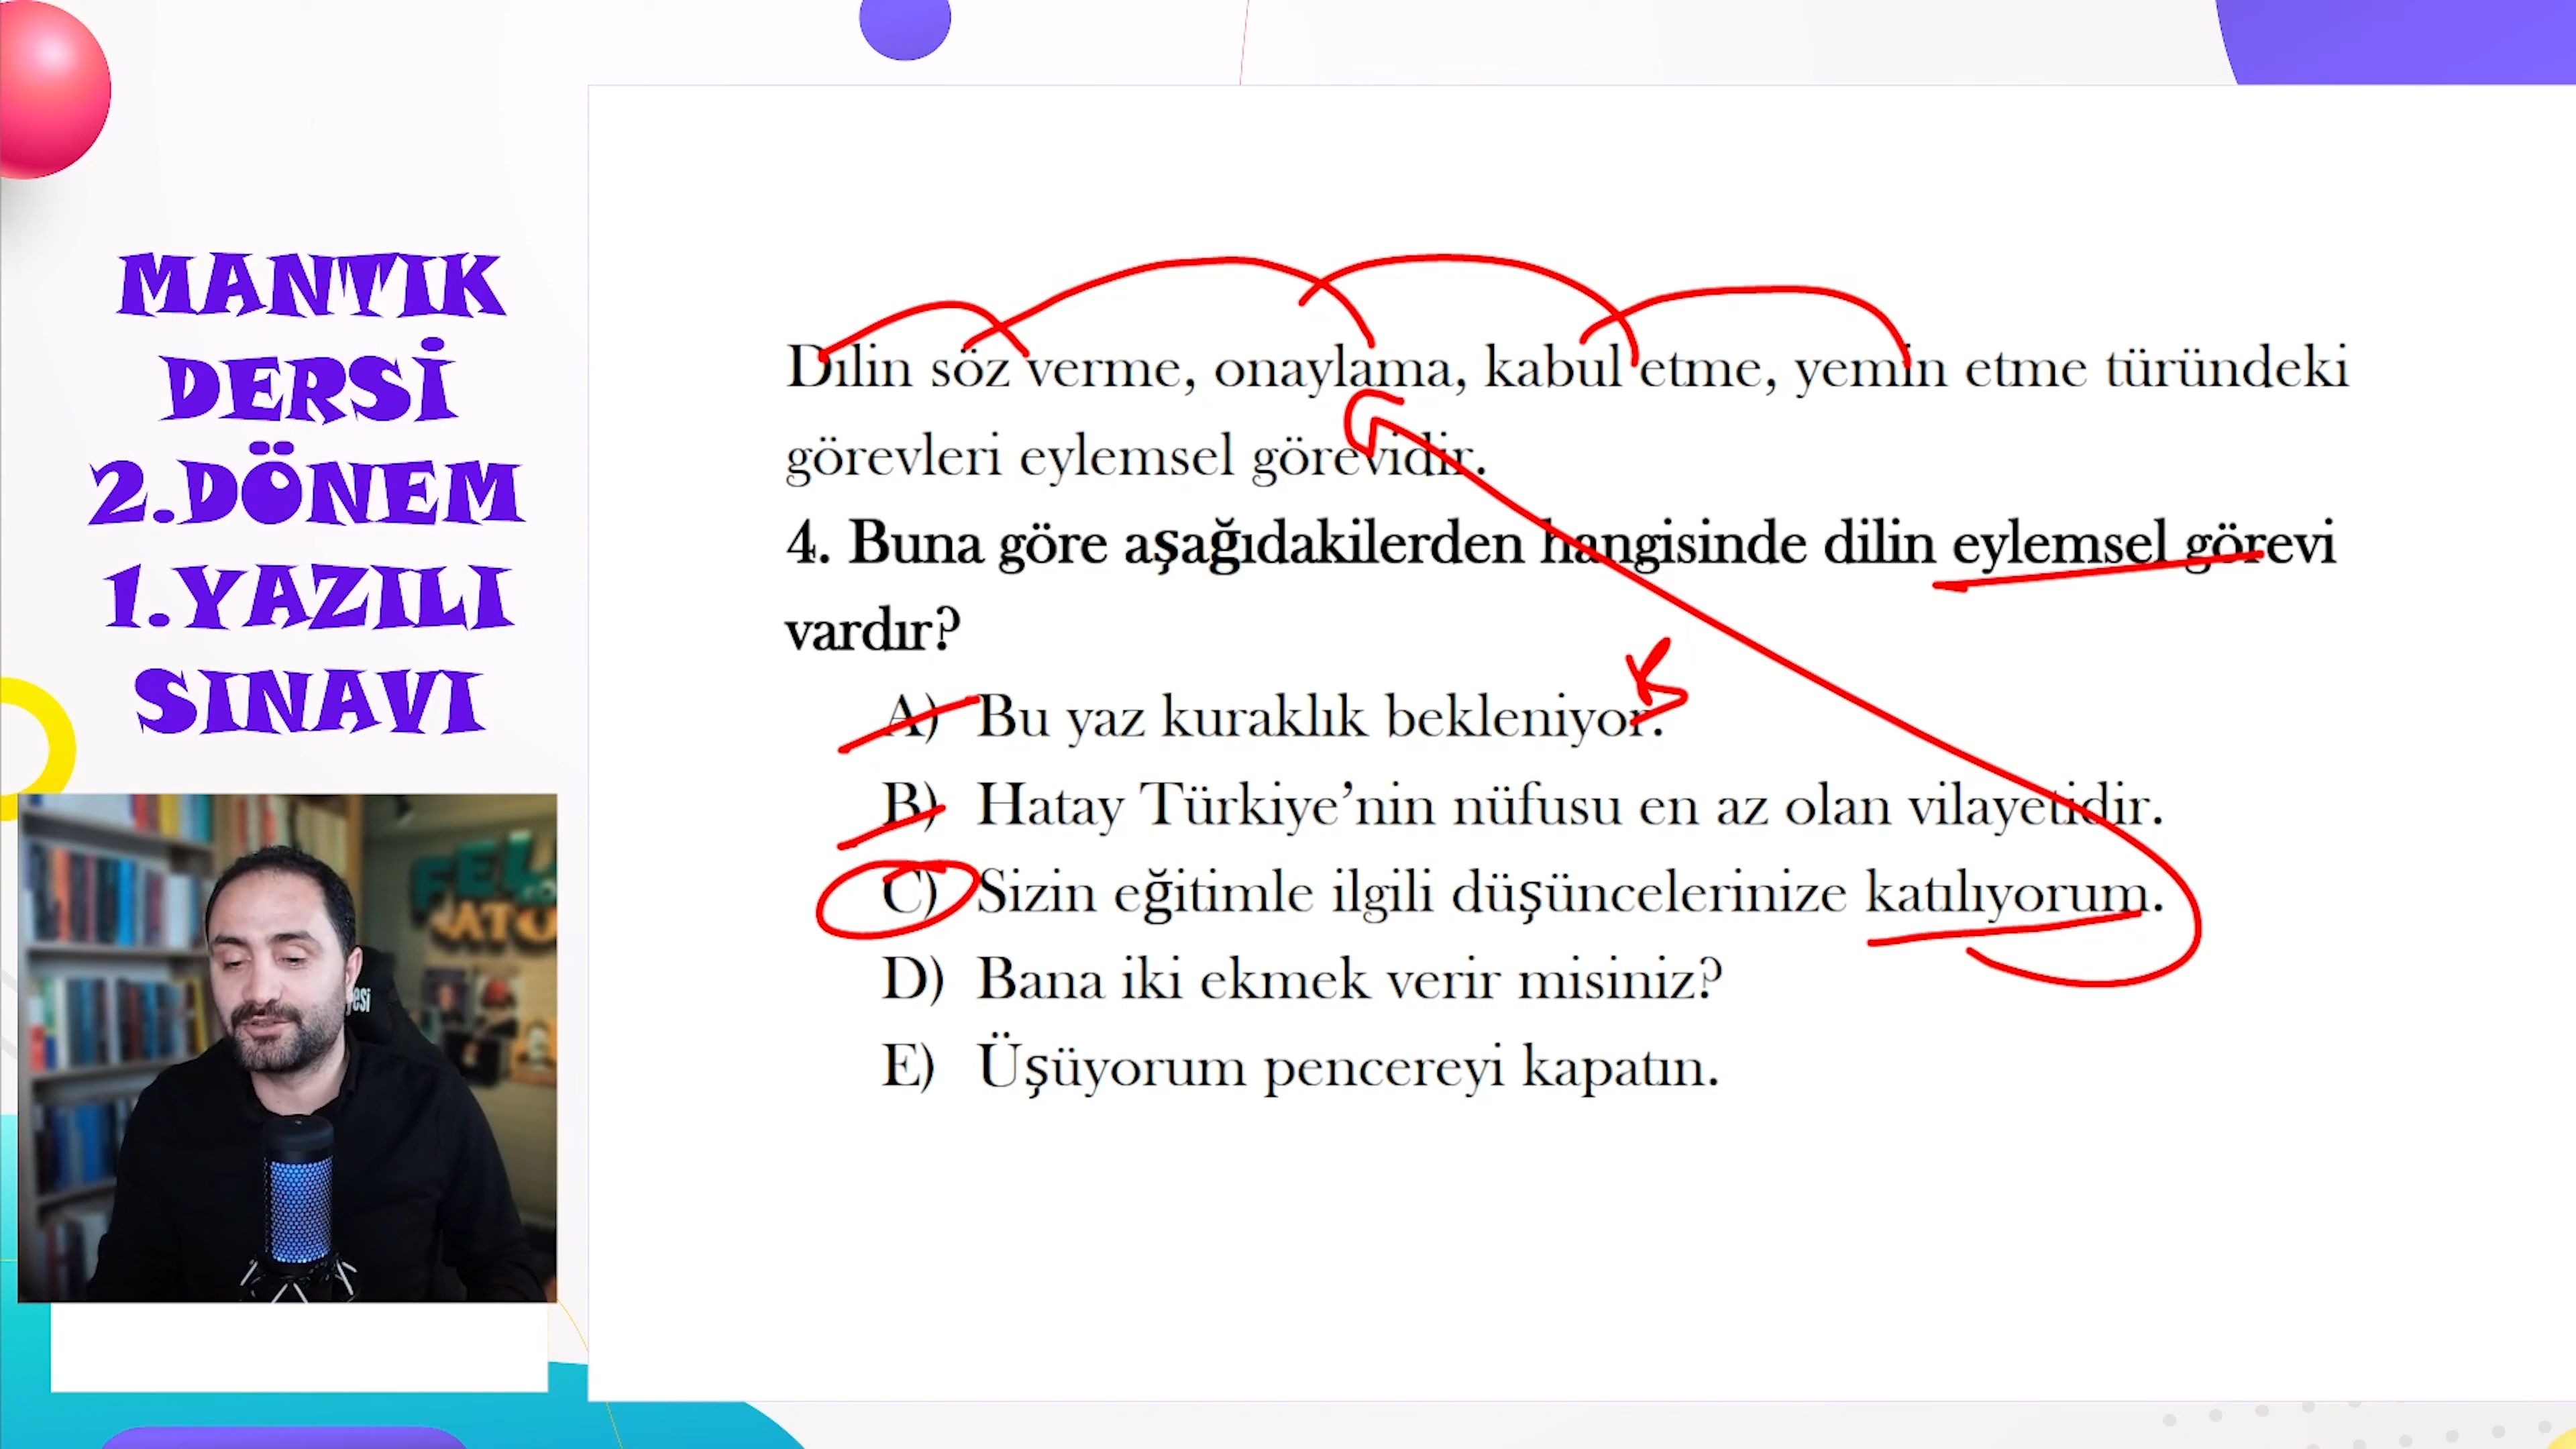 MANTIK
DERSİ
2.DÖNEM
1.YAZILI
SINAVI
Dilin söz verme, onaylama, kabul etme, yemin etme türündeki
görevleri eylemsel görevidir.
4. Buna göre aşağıdakilerden hangisinde dilin eylemsel görevi
vardır?
A) Bu yaz kuraklık bekleniyor.
B) Hatay Türkiye’nin nüfusu en az olan vilayetidir.
C) Sizin eğitimle ilgili düşüncelerinize katılıyorum.
D) Bana iki ekmek verir misiniz?
E) Üşüyorum pencereyi kapatın.